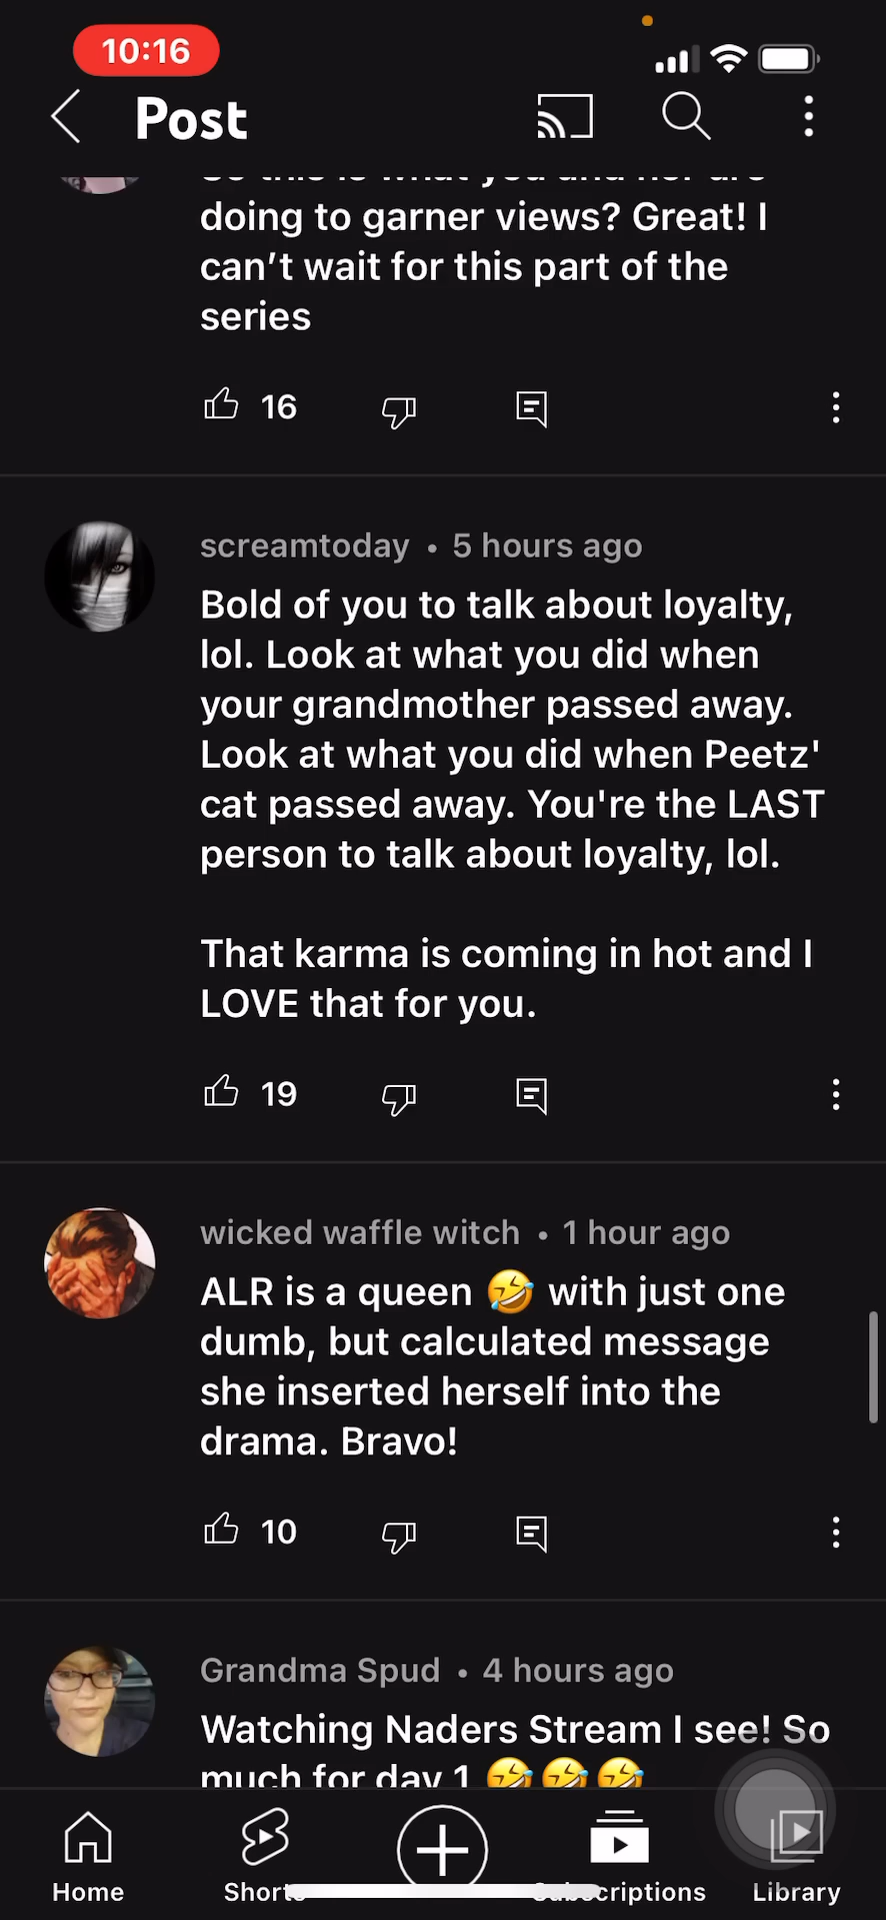 10:16
Post
doing to garner views? Great! I
can’t wait for this part of the
series
16
screamtoday • 5 hours ago
Bold of you to talk about loyalty,
lol. Look at what you did when
your grandmother passed away.
Look at what you did when Peetz'
cat passed away. You're the LAST
person to talk about loyalty, lol.
That karma is coming in hot and I
LOVE that for you.
19
wicked waffle witch • 1 hour ago
ALR is a queen 🤣 with just one
dumb, but calculated message
she inserted herself into the
drama. Bravo!
10
Grandma Spud • 4 hours ago
Watching Naders Stream I see! So
much for day 1 🤣🤣🤣
Home Shorts Subscriptions Library